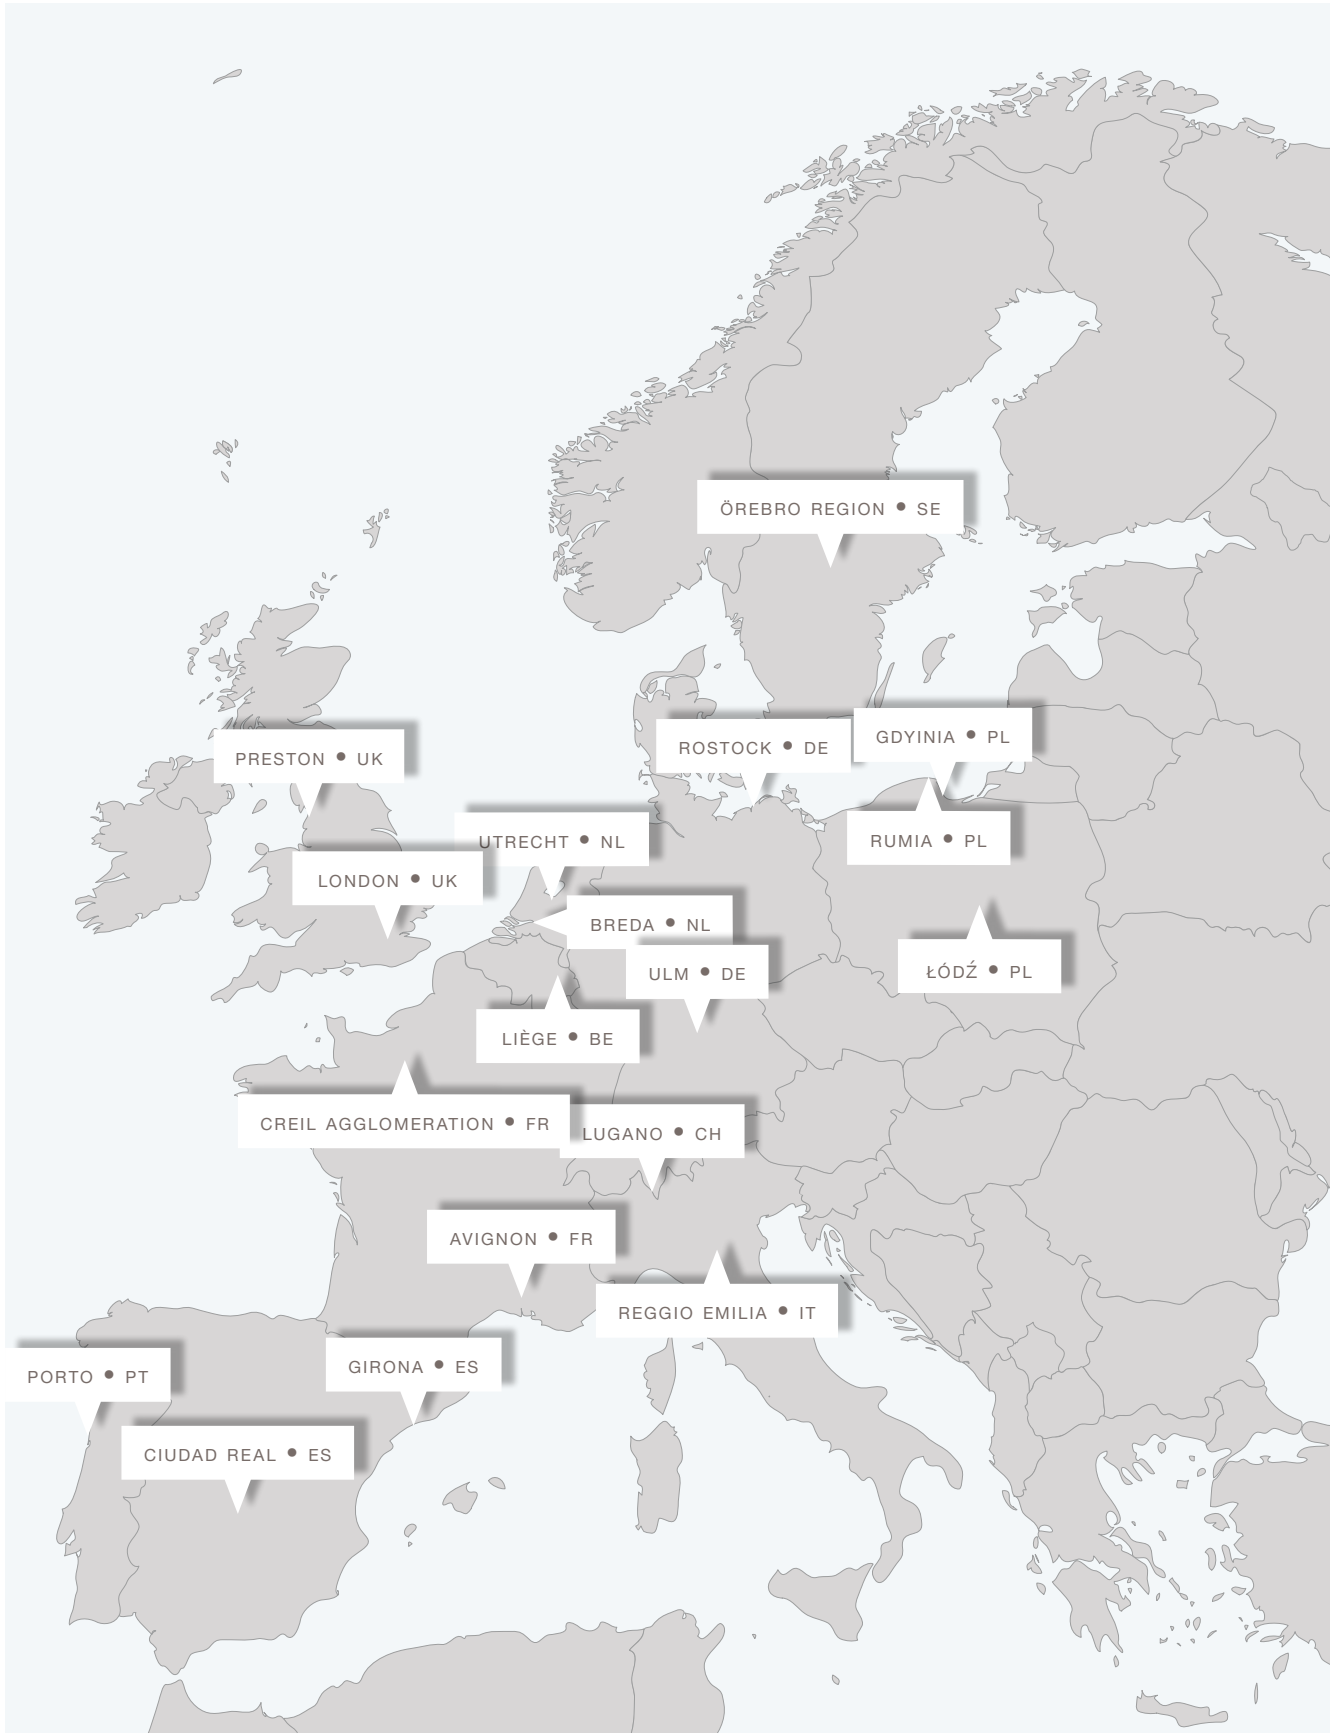 ÖREBRO REGION • SE
GDYINIA • PL
ROSTOCK • DE
PRESTON • UK
RUMIA • PL
UTRECHT • NL
LONDON • UK
BREDA • NL
ŁÓDŹ • PL
ULM • DE
LIÈGE • BE
CREIL AGGLOMERATION • FR
LUGANO • CH
AVIGNON • FR
REGGIO EMILIA • IT
GIRONA • ES
PORTO • PT
CIUDAD REAL • ES